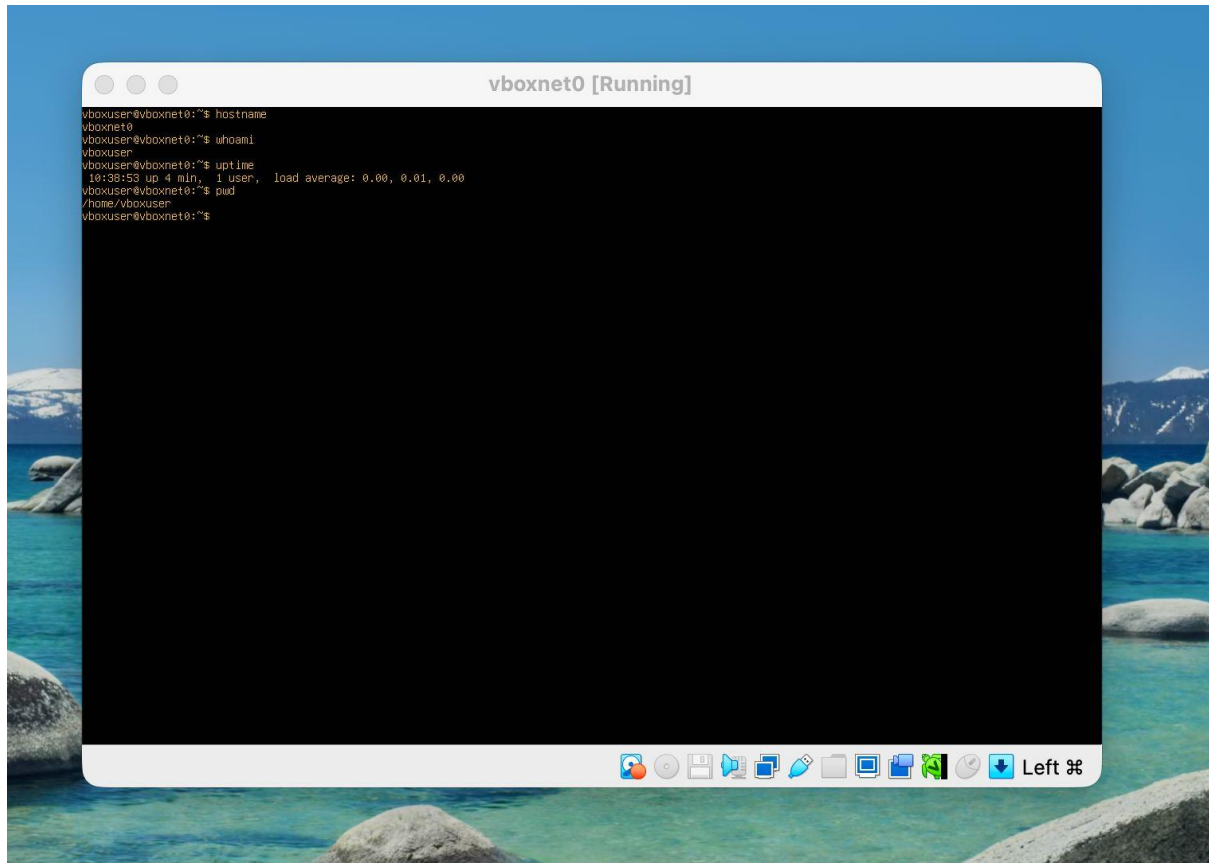 vboxnet0 [Running]
vboxuser@vboxnet0:~$ hostname
vboxnet0
vboxuser@vboxnet0:~$ whoami
vboxuser
vboxuser@vboxnet0:~$ uptime
 10:38:53 up 4 min,  1 user,  load average: 0.00, 0.01, 0.00
vboxuser@vboxnet0:~$ pwd
/home/vboxuser
vboxuser@vboxnet0:~$
Left ⌘